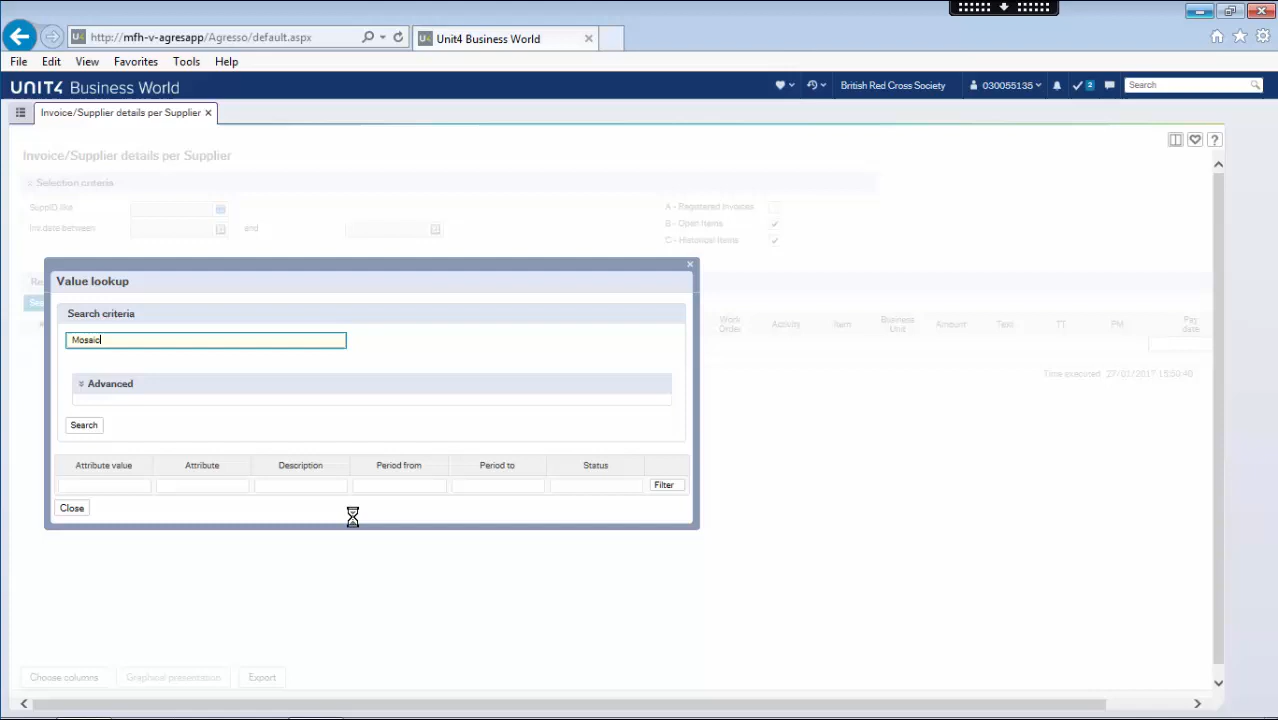 http://mfh-v-agresapp/Agresso/default.aspx
Unit4 Business World
File Edit View Favorites Tools Help
UNIT4 Business World
British Red Cross Society
030055135
2
Search
Invoice/Supplier details per Supplier
Invoice/Supplier details per Supplier
Selection criteria
SuppID like
A - Registered Invoices
Inv.date between and
B - Open Items
C - Historical Items
Value lookup
Search criteria
Mosaic
Advanced
Search
Attribute value Attribute Description Period from Period to Status
Filter
Close
Work Order Activity Item Business Unit Amount Text TT PM Pay date
Choose columns Graphical presentation Export